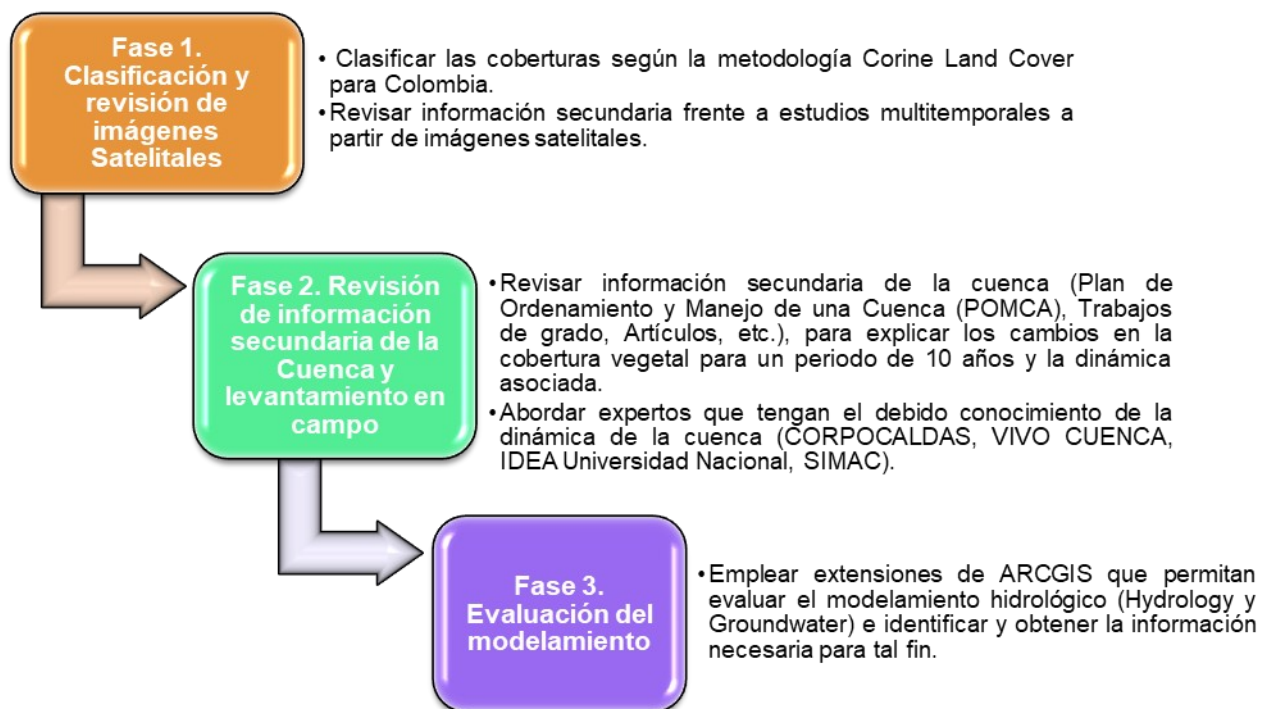 Fase 1.
Clasificación y
revisión de
imágenes
Satelitales
• Clasificar las coberturas según la metodología Corine Land Cover
para Colombia.
•Revisar información secundaria frente a estudios multitemporales a
partir de imágenes satelitales.
Fase 2. Revisión
de información
secundaria de la
Cuenca y
levantamiento en
campo
•Revisar información secundaria de la cuenca (Plan de
Ordenamiento y Manejo de una Cuenca (POMCA), Trabajos
de grado, Artículos, etc.), para explicar los cambios en la
cobertura vegetal para un periodo de 10 años y la dinámica
asociada.
•Abordar expertos que tengan el debido conocimiento de la
dinámica de la cuenca (CORPOCALDAS, VIVO CUENCA,
IDEA Universidad Nacional, SIMAC).
Fase 3.
Evaluación del
modelamiento
•Emplear extensiones de ARCGIS que permitan
evaluar el modelamiento hidrológico (Hydrology y
Groundwater) e identificar y obtener la información
necesaria para tal fin.